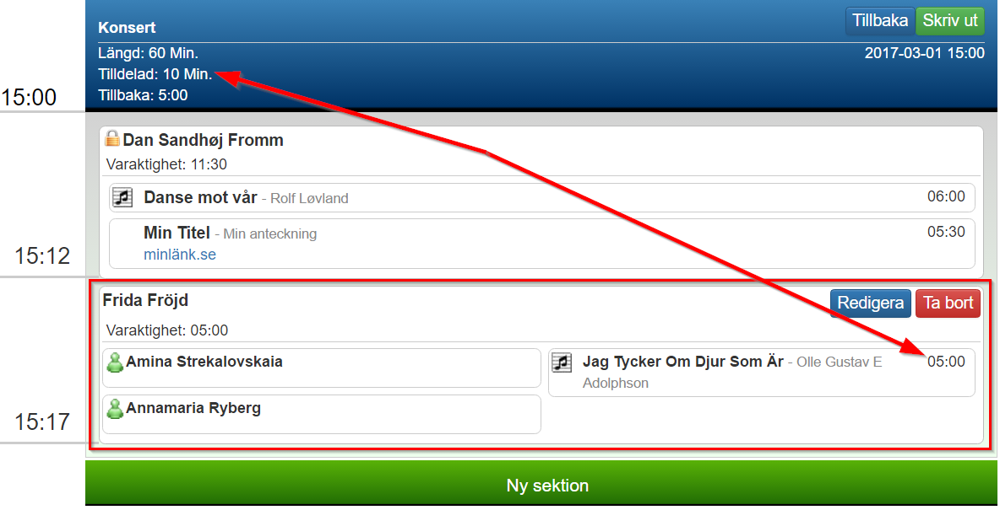 Konsert
Tillbaka
Skriv ut
Längd: 60 Min.
2017-03-01 15:00
Tilldelad: 10 Min.
Tillbaka: 5:00
15:00
Dan Sandhøj Fromm
Varaktighet: 11:30
Danse mot vår - Rolf Løvland
06:00
Min Titel - Min anteckning
05:30
minlänk.se
15:12
Frida Fröjd
Redigera
Ta bort
Varaktighet: 05:00
Amina Strekalovskaia
Jag Tycker Om Djur Som Är - Olle Gustav E
Adolphson
05:00
Annamaria Ryberg
15:17
Ny sektion